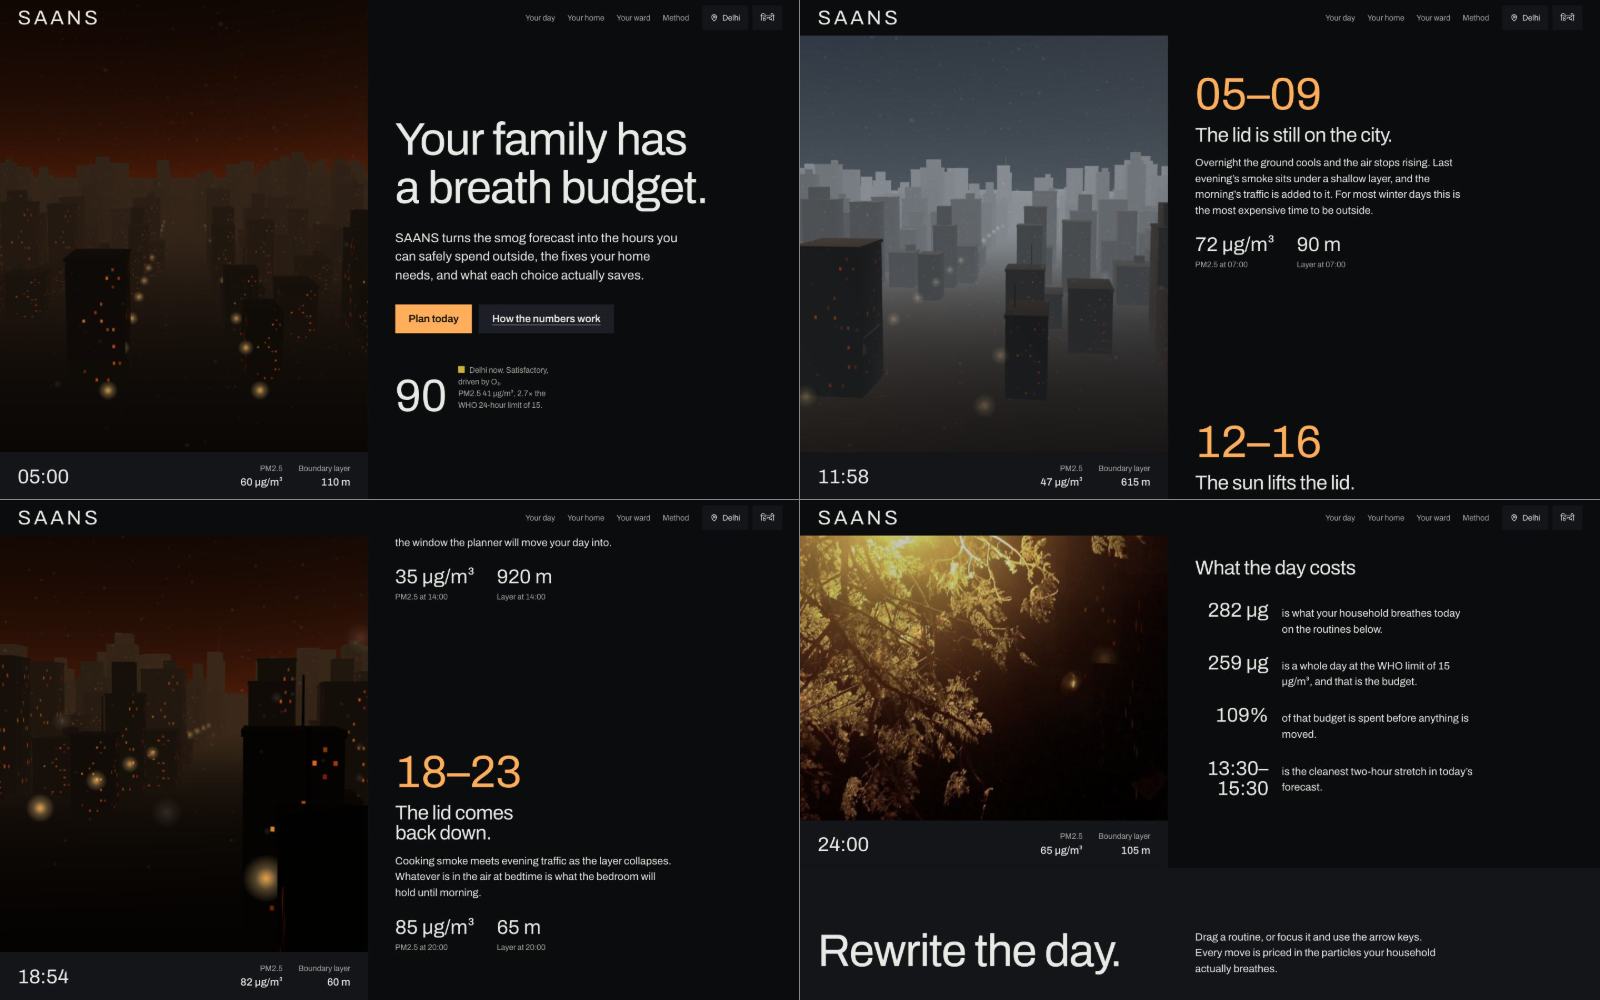 SAANS
Your day Your home Your ward Method Delhi हिन्दी
Your family has
a breath budget.
SAANS turns the smog forecast into the hours you
can safely spend outside, the fixes your home
needs, and what each choice actually saves.
Plan today How the numbers work
90
Delhi now. Satisfactory,
driven by O₃.
PM2.5 41 µg/m³, 2.7× the
WHO 24-hour limit of 15.
05:00
PM2.5 Boundary layer
60 µg/m³ 110 m
SAANS
Your day Your home Your ward Method Delhi हिन्दी
05–09
The lid is still on the city.
Overnight the ground cools and the air stops rising. Last
evening's smoke sits under a shallow layer, and the
morning's traffic is added to it. For most winter days this is
the most expensive time to be outside.
72 µg/m³ 90 m
PM2.5 at 07:00 Layer at 07:00
12–16
The sun lifts the lid.
11:58
PM2.5 Boundary layer
47 µg/m³ 615 m
SAANS
Your day Your home Your ward Method Delhi हिन्दी
the window the planner will move your day into.
35 µg/m³ 920 m
PM2.5 at 14:00 Layer at 14:00
18–23
The lid comes
back down.
Cooking smoke meets evening traffic as the layer collapses.
Whatever is in the air at bedtime is what the bedroom will
hold until morning.
85 µg/m³ 65 m
PM2.5 at 20:00 Layer at 20:00
18:54
PM2.5 Boundary layer
82 µg/m³ 60 m
SAANS
Your day Your home Your ward Method Delhi हिन्दी
What the day costs
282 µg is what your household breathes today
on the routines below.
259 µg is a whole day at the WHO limit of 15
µg/m³, and that is the budget.
109% of that budget is spent before anything is
moved.
13:30– is the cleanest two-hour stretch in today's
15:30 forecast.
24:00
PM2.5 Boundary layer
65 µg/m³ 105 m
Rewrite the day.
Drag a routine, or focus it and use the arrow keys.
Every move is priced in the particles your household
actually breathes.